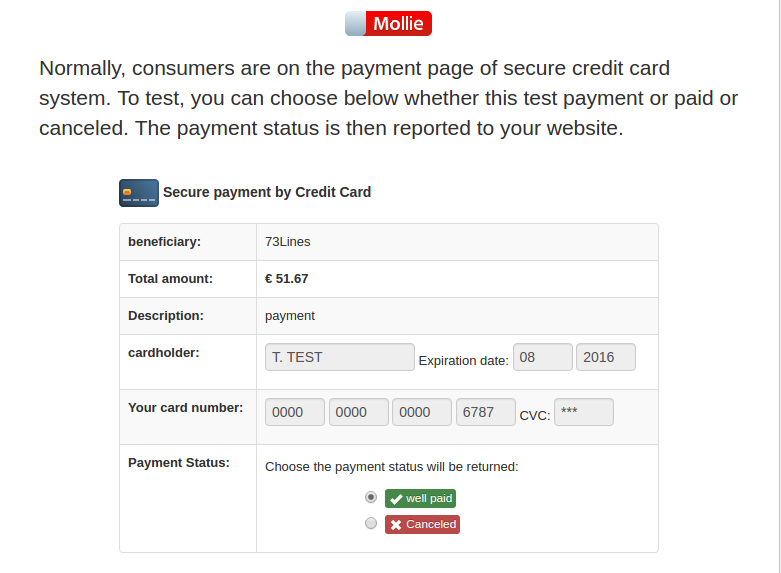 Mollie
Normally, consumers are on the payment page of secure credit card
system. To test, you can choose below whether this test payment or paid or
canceled. The payment status is then reported to your website.
Secure payment by Credit Card
beneficiary: 73Lines
Total amount: € 51.67
Description: payment
cardholder: T. TEST Expiration date: 08 2016
Your card number: 0000 0000 0000 6787 CVC: ***
Payment Status: Choose the payment status will be returned:
well paid
Canceled